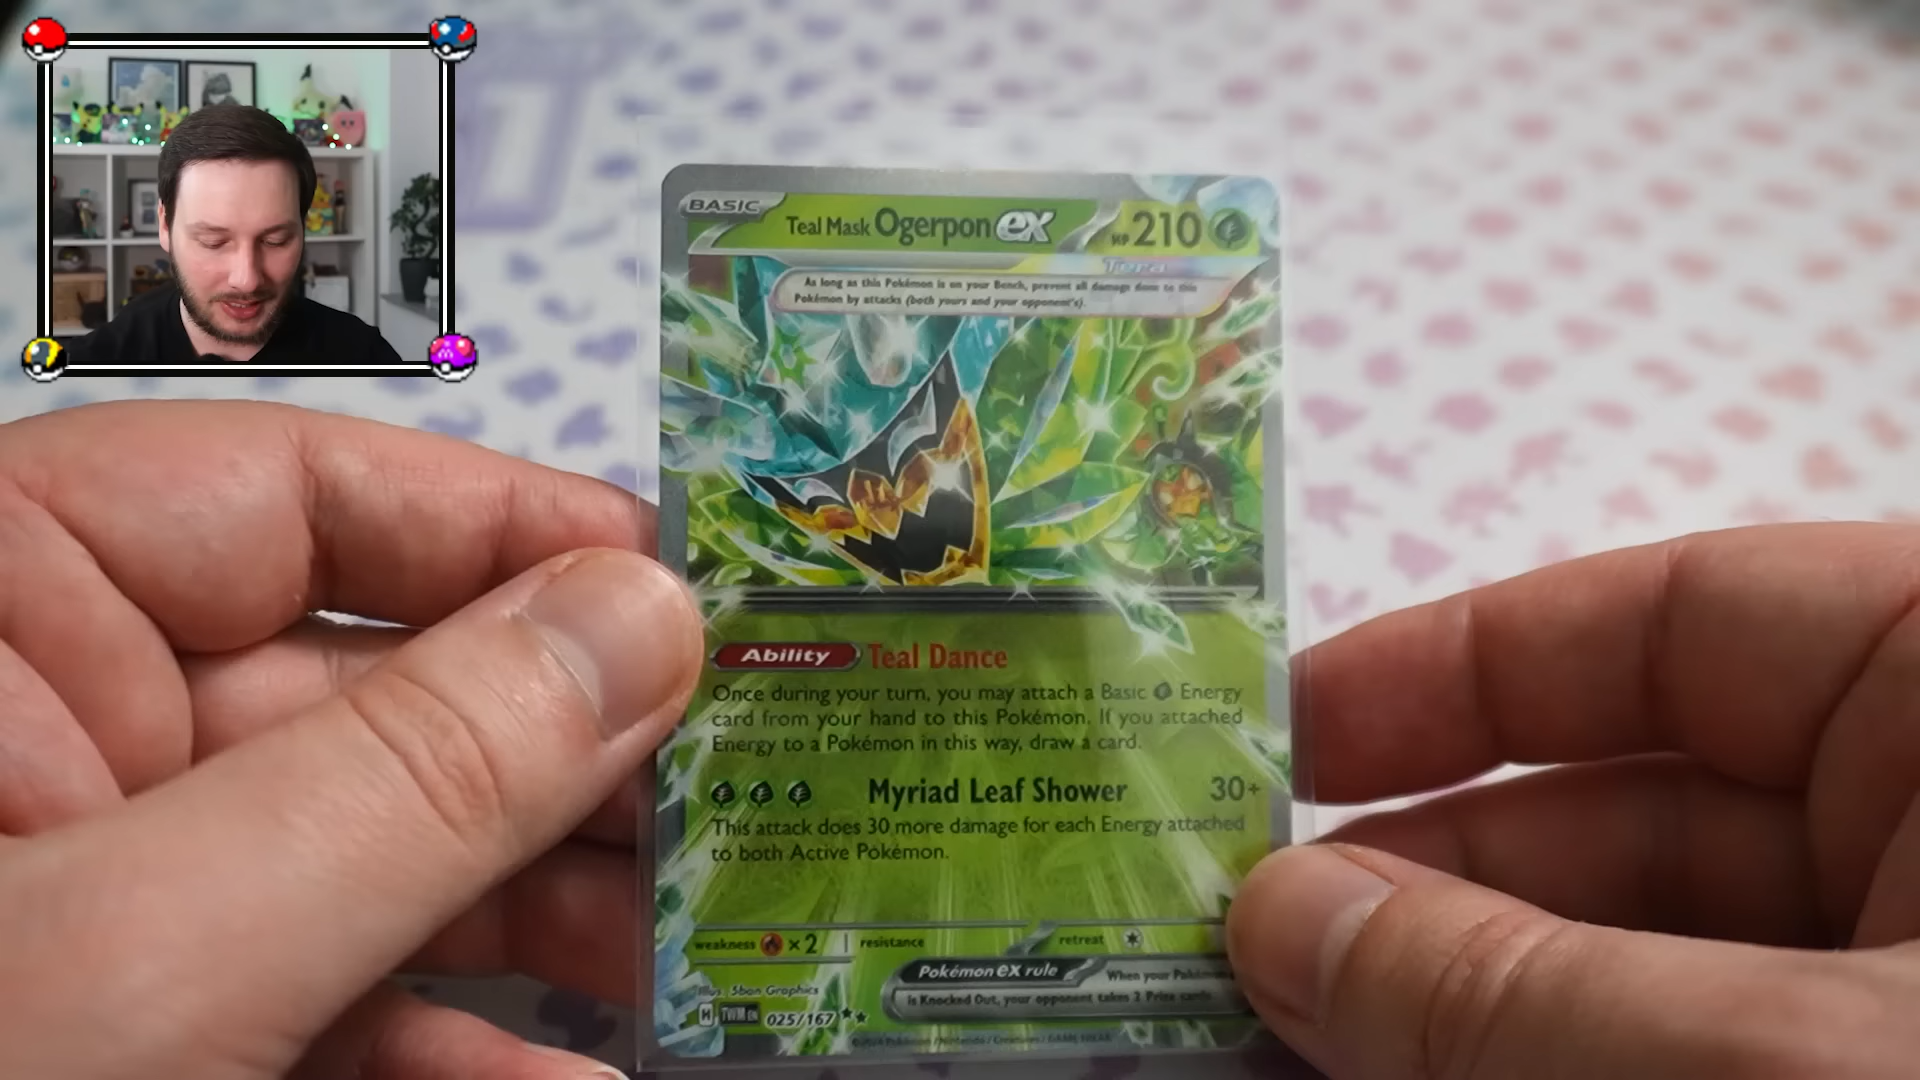 BASIC
Teal Mask Ogerpon ex HP 210
Tera
As long as this Pokémon is on your Bench, prevent all damage done to this
Pokémon by attacks (both yours and your opponent's).
Ability Teal Dance
Once during your turn, you may attach a Basic Energy
card from your hand to this Pokémon. If you attached
Energy to a Pokémon in this way, draw a card.
Myriad Leaf Shower 30+
This attack does 30 more damage for each Energy attached
to both Active Pokémon.
weakness ×2 resistance retreat
Pokémon ex rule When your Pokémon
is Knocked Out, your opponent takes 2 Prize cards.
Illus. 5ban Graphics
H TWM EN 025/167 ★★
©2024 Pokémon / Nintendo / Creatures / GAME FREAK